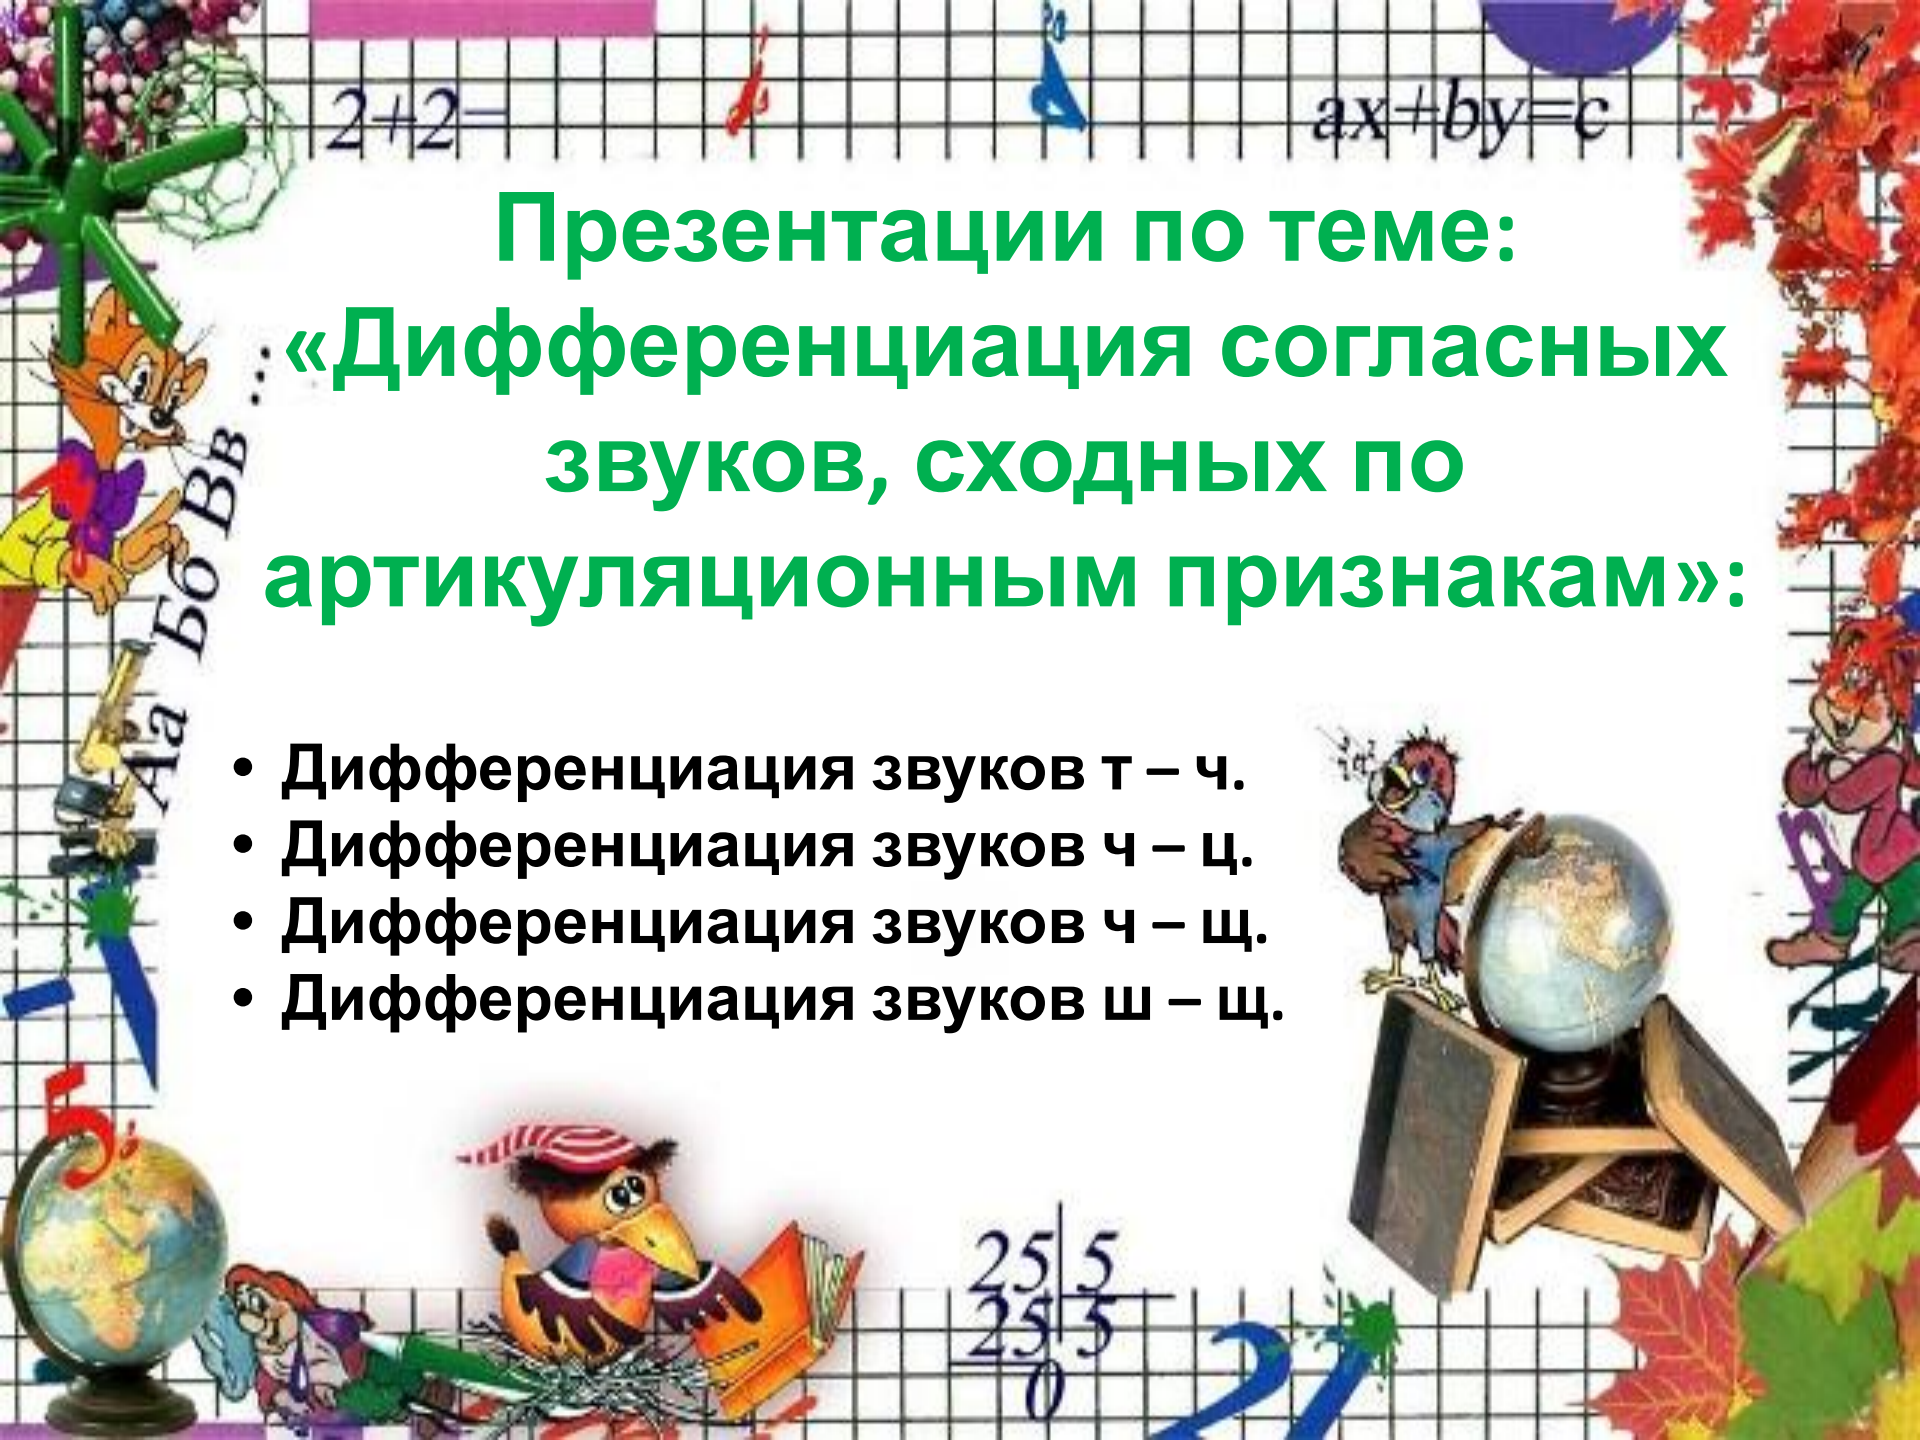 2+2=
ax+by=c
Презентации по теме:
«Дифференциация согласных
звуков, сходных по
артикуляционным признакам»:
Аа Бб Вв ...
• Дифференциация звуков т – ч.
• Дифференциация звуков ч – ц.
• Дифференциация звуков ч – щ.
• Дифференциация звуков ш – щ.
5
25 5
25 5
0